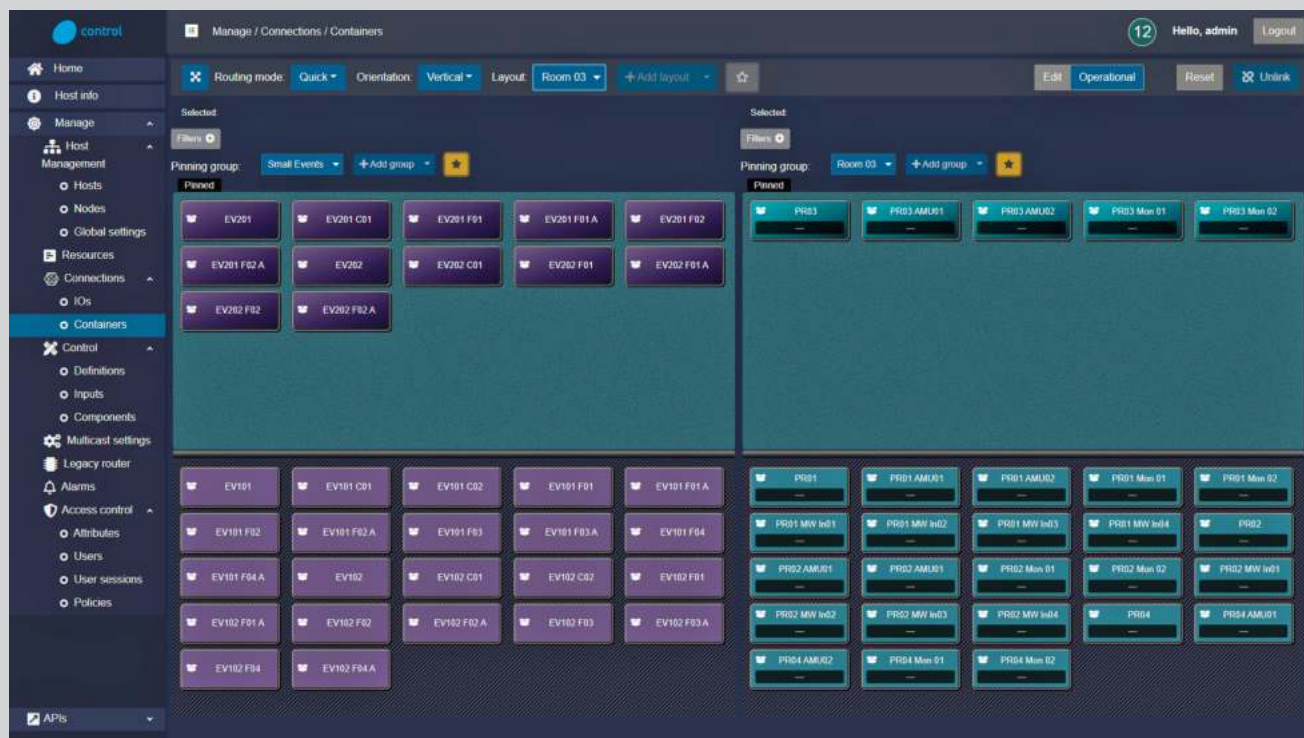 control
Manage / Connections / Containers
12
Hello, admin
Logout
Home
Host info
Manage
Host Management
Hosts
Nodes
Global settings
Resources
Connections
IOs
Containers
Control
Definitions
Inputs
Components
Multicast settings
Legacy router
Alarms
Access control
Attributes
Users
User sessions
Policies
APIs
Routing mode: Quick Orientation: Vertical Layout: Room 03 +Add layout
Edit Operational Reset Unlink
Selected:
Filters
Pinning group: Small Events +Add group
Pinned
EV201 EV201 C01 EV201 F01 EV201 F01 A EV201 F02
EV201 F02 A EV202 EV202 C01 EV202 F01 EV202 F01 A
EV202 F02 EV202 F02 A
EV101 EV101 C01 EV101 C02 EV101 F01 EV101 F01 A
EV101 F02 EV101 F02 A EV101 F03 EV101 F03 A EV101 F04
EV101 F04 A EV102 EV102 C01 EV102 C02 EV102 F01
EV102 F01 A EV102 F02 EV102 F02 A EV102 F03 EV102 F03 A
EV102 F04 EV102 F04 A
Selected:
Filters
Pinning group: Room 03 +Add group
Pinned
PR03 PR03 AMU01 PR03 AMU02 PR03 Mon 01 PR03 Mon 02
— — — — —
PR01 PR01 AMU01 PR01 AMU02 PR01 Mon 01 PR01 Mon 02
— — — — —
PR01 MW In01 PR01 MW In02 PR01 MW In03 PR01 MW In04 PR02
— — — — —
PR02 AMU01 PR02 AMU01 PR02 Mon 01 PR02 Mon 02 PR02 MW In01
— — — — —
PR02 MW In02 PR02 MW In03 PR02 MW In04 PR04 PR04 AMU01
— — — — —
PR04 AMU02 PR04 Mon 01 PR04 Mon 02
— — —